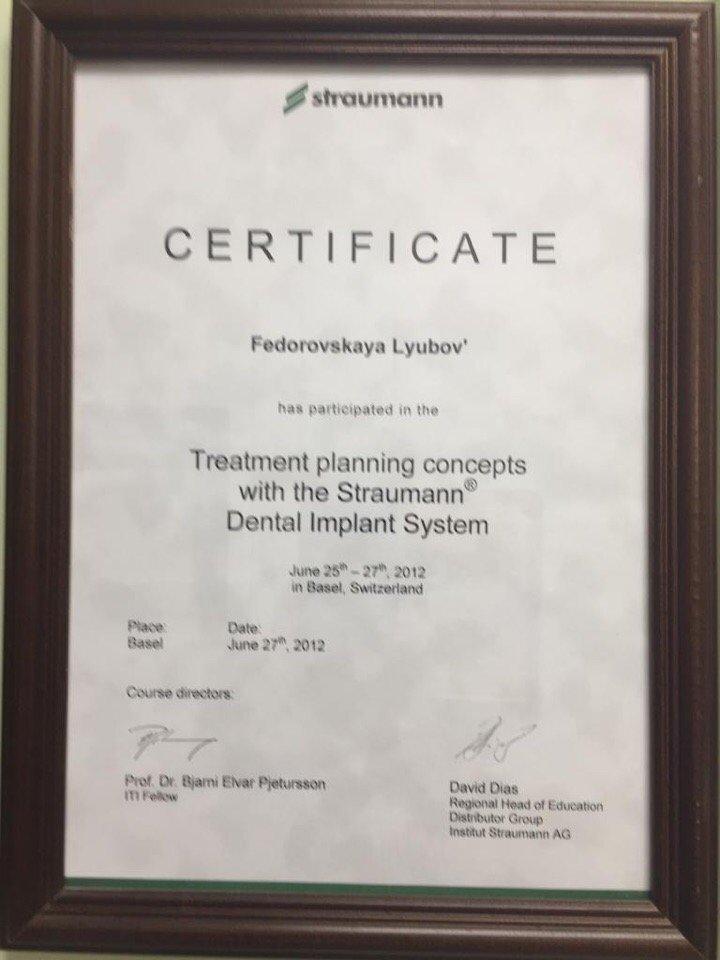 straumann
CERTIFICATE
Fedorovskaya Lyubov'
has participated in the
Treatment planning concepts
with the Straumann®
Dental Implant System
June 25th – 27th, 2012
in Basel, Switzerland
Place: Date:
Basel June 27th, 2012
Course directors:
Prof. Dr. Bjarni Elvar Pjetursson
ITI Fellow
David Dias
Regional Head of Education
Distributor Group
Institut Straumann AG